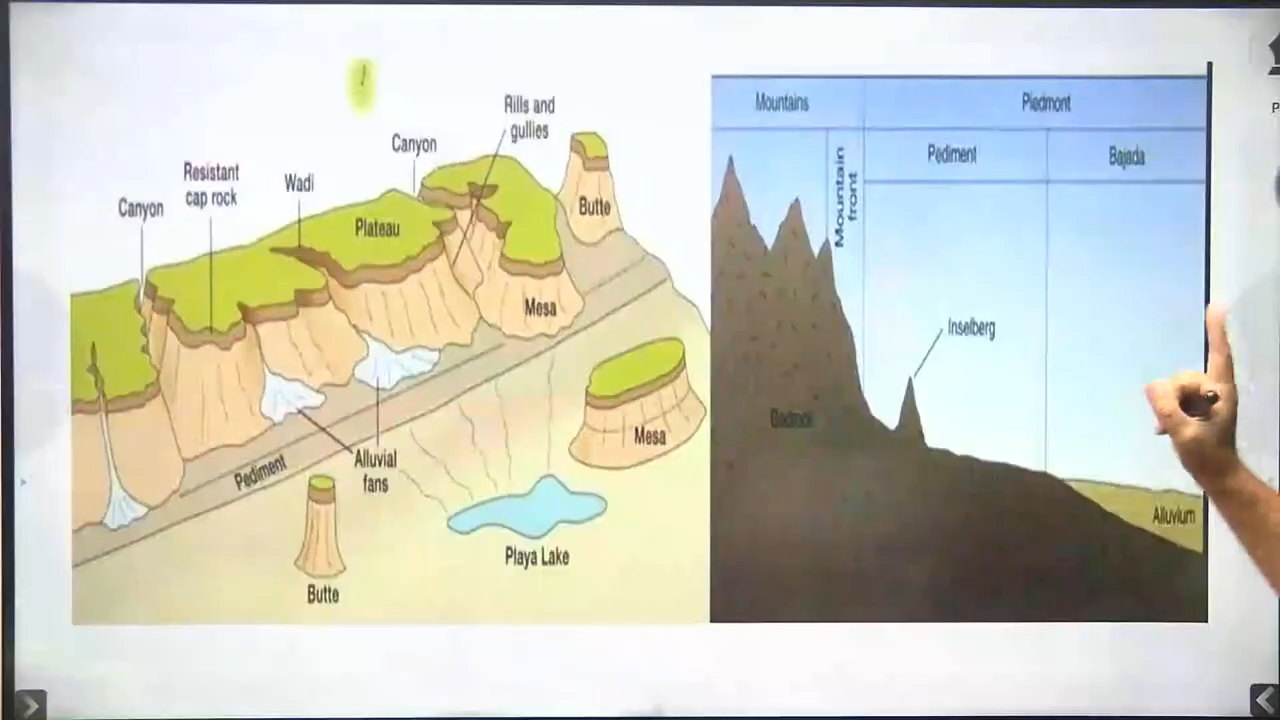 Rills and
gullies
Canyon
Resistant
cap rock
Wadi
Canyon
Butte
Plateau
Mesa
Mesa
Alluvial
fans
Pediment
Playa Lake
Butte
Mountains
Piedmont
Mountain
front
Pediment
Bajada
Inselberg
Alluvium